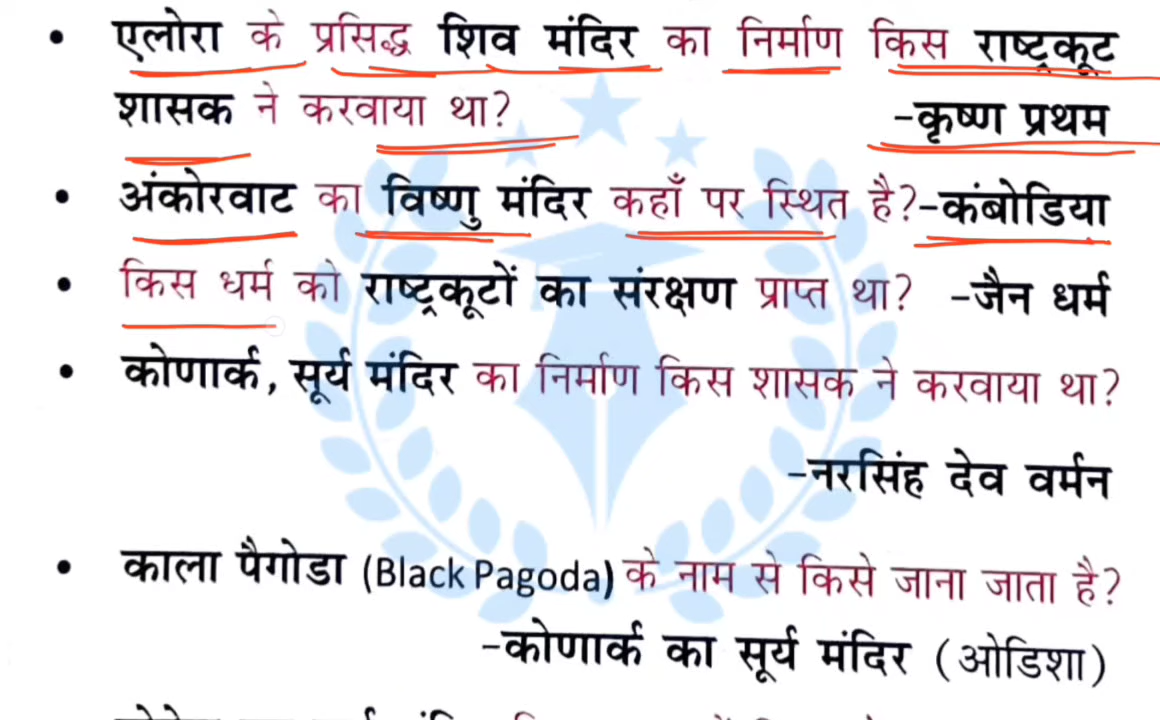 • एलोरा के प्रसिद्ध शिव मंदिर का निर्माण किस राष्ट्रकूट
शासक ने करवाया था? -कृष्ण प्रथम
• अंकोरवाट का विष्णु मंदिर कहाँ पर स्थित है?-कंबोडिया
• किस धर्म को राष्ट्रकूटों का संरक्षण प्राप्त था? -जैन धर्म
• कोणार्क, सूर्य मंदिर का निर्माण किस शासक ने करवाया था?
-नरसिंह देव वर्मन
• काला पैगोडा (Black Pagoda) के नाम से किसे जाना जाता है?
-कोणार्क का सूर्य मंदिर (ओडिशा)